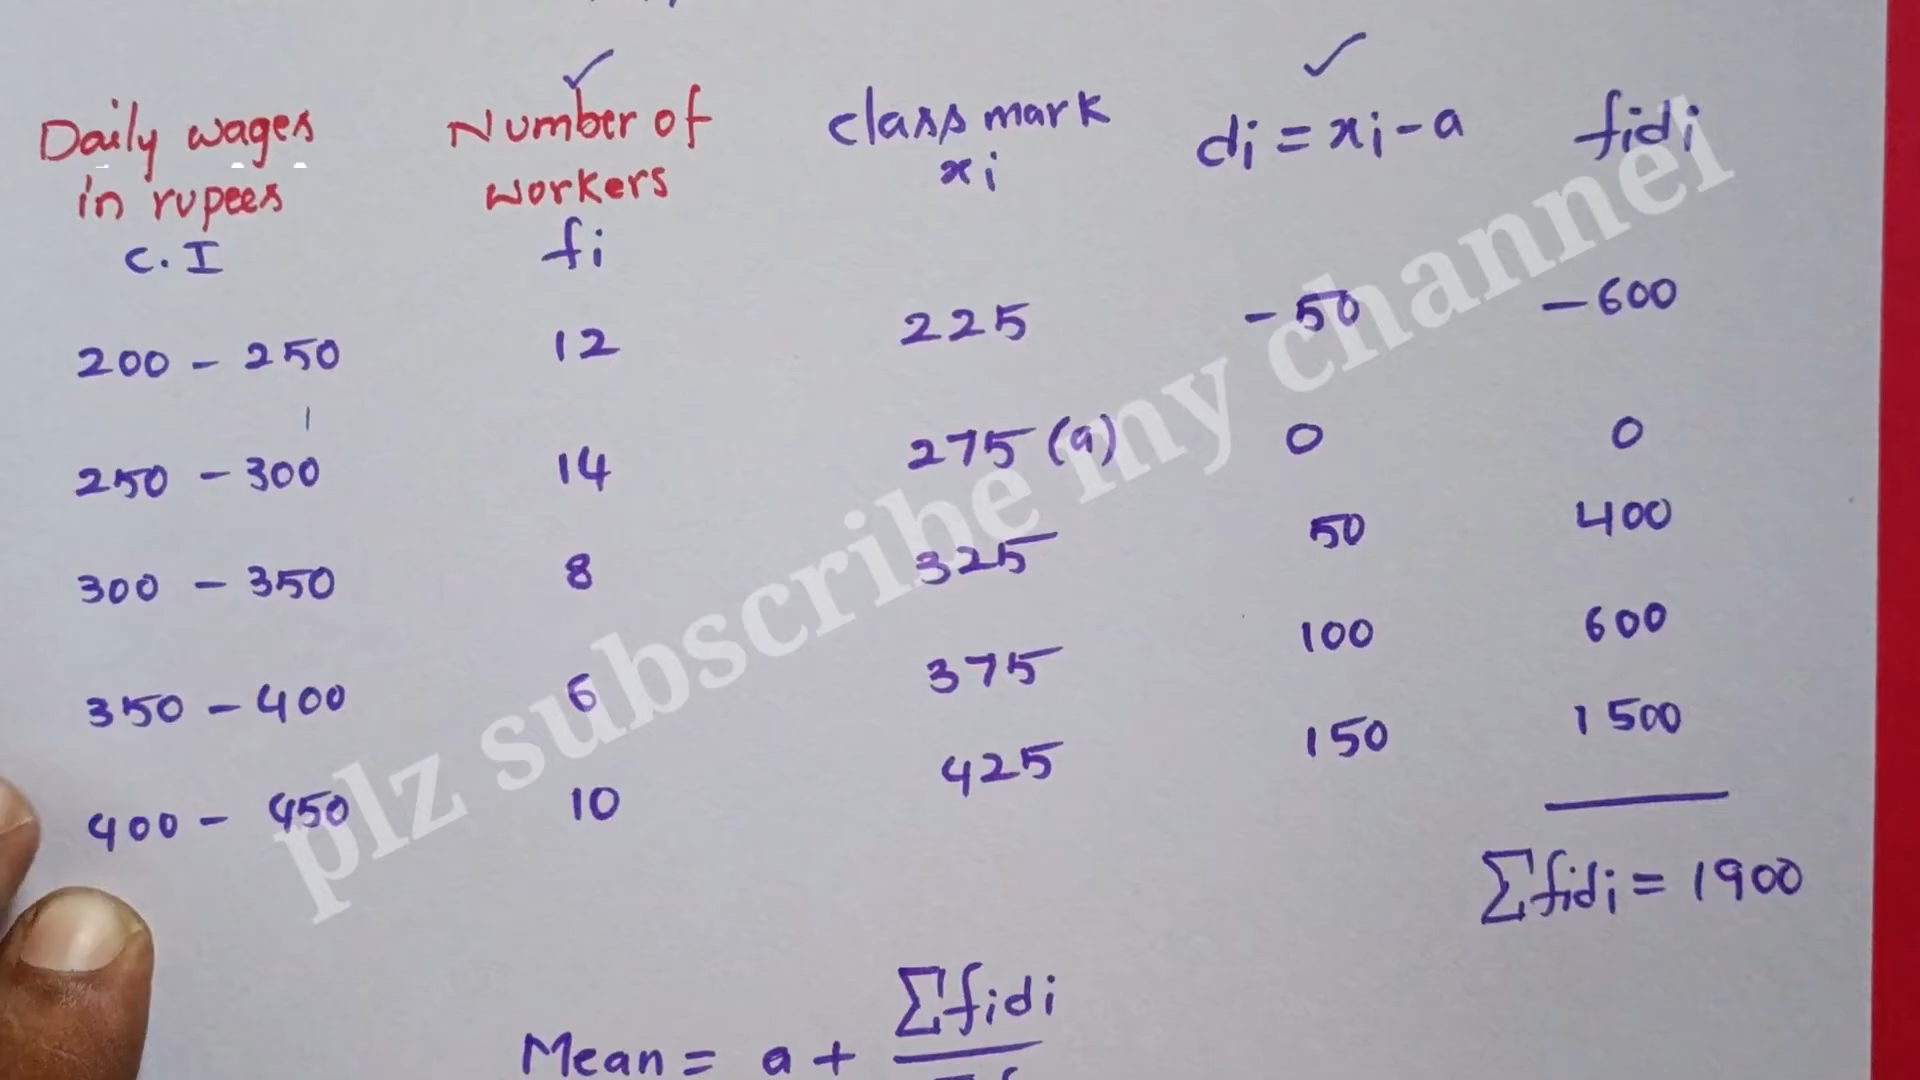 Daily wages in rupees C.I
Number of workers fi
class mark xi
di = xi - a
fidi
200 - 250 12 225 - 50 - 600
250 - 300 14 275 (a) 0 0
300 - 350 8 325 50 400
350 - 400 6 375 100 600
400 - 450 10 425 150 1500
Σfidi = 1900
Mean = a + Σfidi
plz subscribe my channel